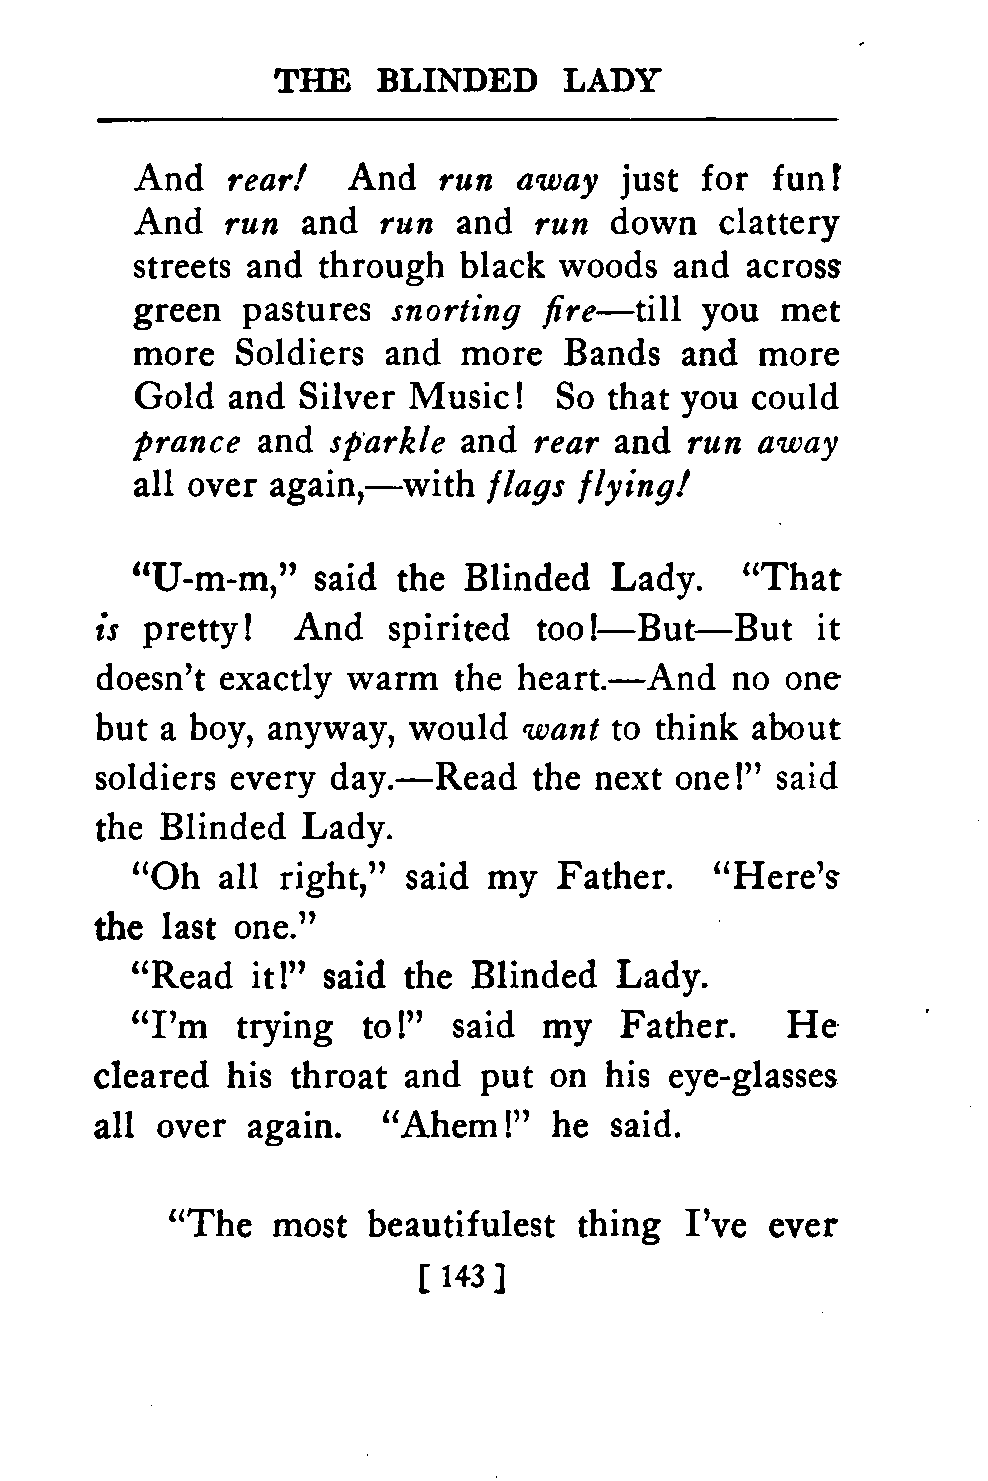 THE BLINDED LADY
And rear! And run away just for fun!
And run and run and run down clattery
streets and through black woods and across
green pastures snorting fire—till you met
more Soldiers and more Bands and more
Gold and Silver Music! So that you could
prance and sparkle and rear and run away
all over again,—with flags flying!
“U-m-m,” said the Blinded Lady. “That
is pretty! And spirited too!—But—But it
doesn’t exactly warm the heart.—And no one
but a boy, anyway, would want to think about
soldiers every day.—Read the next one!” said
the Blinded Lady.
“Oh all right,” said my Father. “Here’s
the last one.”
“Read it!” said the Blinded Lady.
“I’m trying to!” said my Father. He
cleared his throat and put on his eye-glasses
all over again. “Ahem!” he said.
“The most beautifulest thing I’ve ever
[ 143 ]